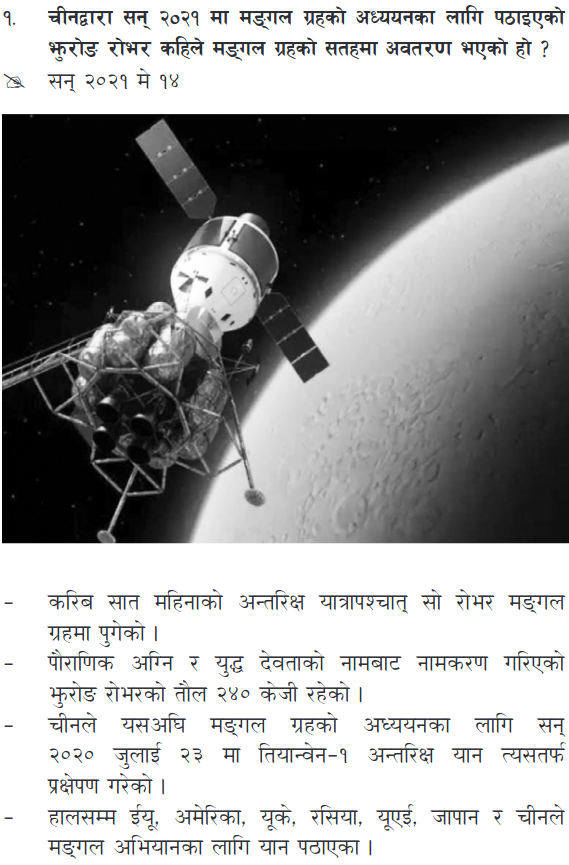 १. चीनद्वारा सन् २०२१ मा मङ्गल ग्रहको अध्ययनका लागि पठाइएको
झुरोङ रोभर कहिले मङ्गल ग्रहको सतहमा अवतरण भएको हो ?
सन् २०२१ मे १४
- करिब सात महिनाको अन्तरिक्ष यात्रापश्चात् सो रोभर मङ्गल
ग्रहमा पुगेको ।
- पौराणिक अग्नि र युद्ध देवताको नामबाट नामकरण गरिएको
झुरोङ रोभरको तौल २४० केजी रहेको ।
- चीनले यसअघि मङ्गल ग्रहको अध्ययनका लागि सन्
२०२० जुलाई २३ मा तियान्वेन-१ अन्तरिक्ष यान त्यसतर्फ
प्रक्षेपण गरेको ।
- हालसम्म ईयू, अमेरिका, यूके, रसिया, यूएई, जापान र चीनले
मङ्गल अभियानका लागि यान पठाएका ।